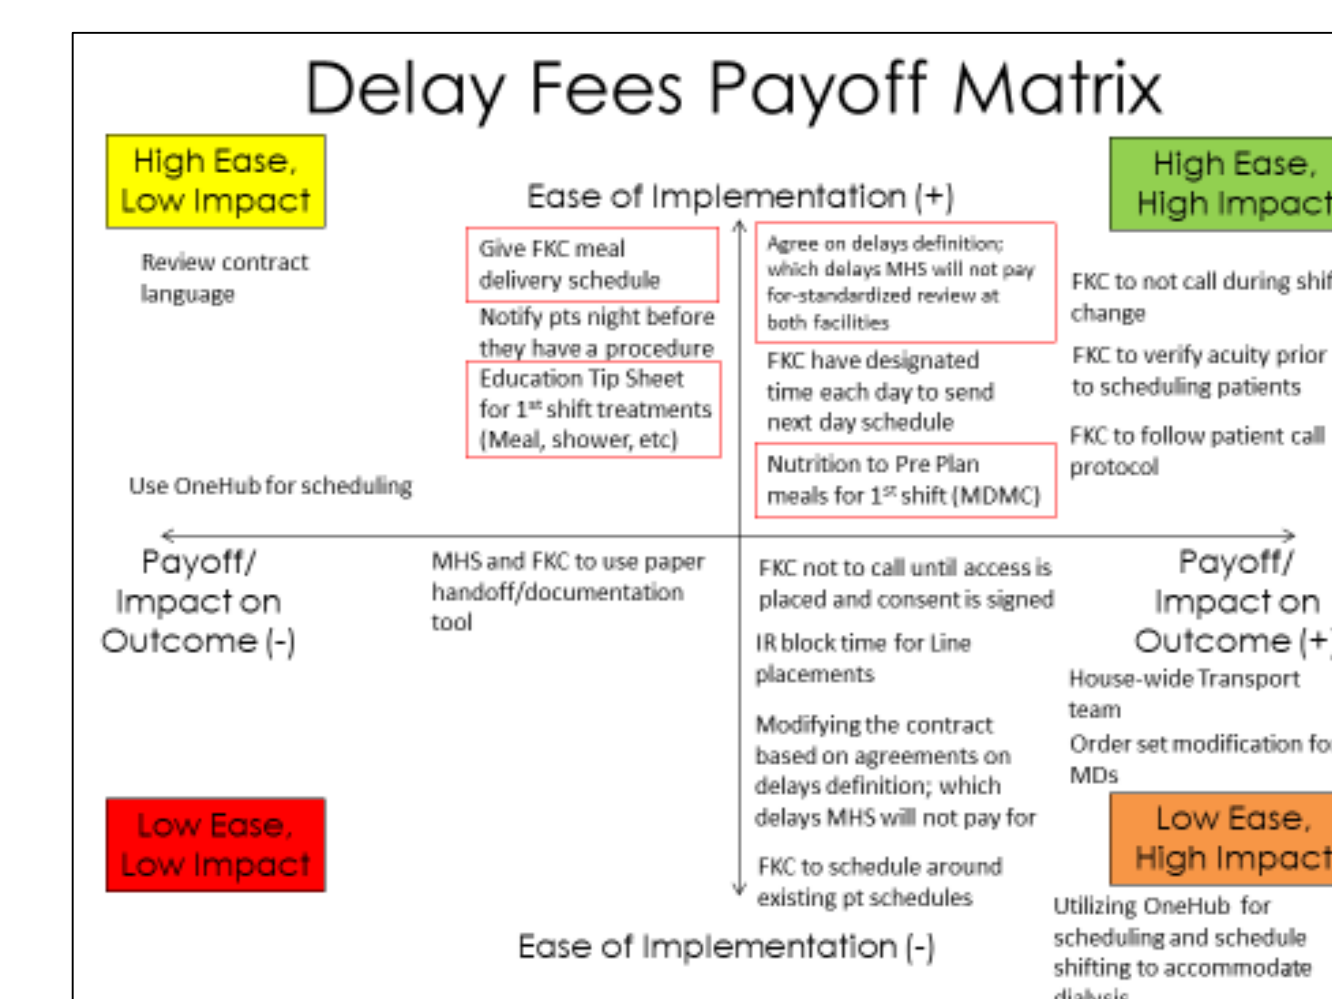 Delay Fees Payoff Matrix
High Ease,
Low Impact
High Ease,
High Impact
Ease of Implementation (+)
Review contract
language
Give FKC meal
delivery schedule
Notify pts night before
they have a procedure
Education Tip Sheet
for 1st shift treatments
(Meal, shower, etc)
Use OneHub for scheduling
Agree on delays definition;
which delays MHS will not pay
for-standardized review at
both facilities
FKC have designated
time each day to send
next day schedule
Nutrition to Pre Plan
meals for 1st shift (MDMC)
FKC to not call during shif
change
FKC to verify acuity prior
to scheduling patients
FKC to follow patient call
protocol
Payoff/
Impact on
Outcome (-)
MHS and FKC to use paper
handoff/documentation
tool
FKC not to call until access is
placed and consent is signed
IR block time for Line
placements
Modifying the contract
based on agreements on
delays definition; which
delays MHS will not pay for
FKC to schedule around
existing pt schedules
Payoff/
Impact on
Outcome (+)
House-wide Transport
team
Order set modification for
MDs
Low Ease,
Low Impact
Low Ease,
High Impact
Utilizing OneHub for
scheduling and schedule
shifting to accommodate
dialysis
Ease of Implementation (-)